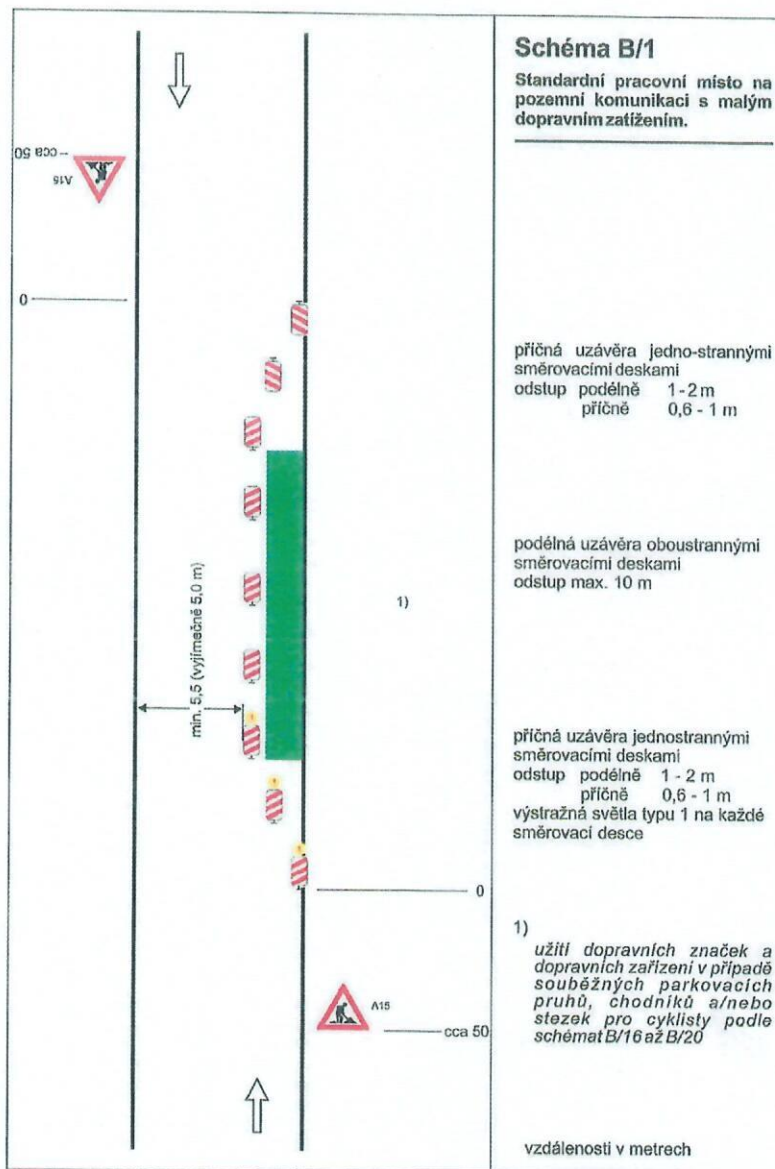 Schéma B/1
Standardní pracovní místo na
pozemní komunikaci s malým
dopravním zatížením.
cca 50
A15
0
příčná uzávěra jedno-strannými
směrovacími deskami
odstup podélně 1-2 m
příčně 0,6 - 1 m
podélná uzávěra oboustrannými
směrovacími deskami
odstup max. 10 m
1)
min. 5,5 (vyjímečně 5,0 m)
příčná uzávěra jednostrannými
směrovacími deskami
odstup podélně 1 - 2 m
příčně 0,6 - 1 m
výstražná světla typu 1 na každé
směrovací desce
0
1)
užití dopravních značek a
dopravních zařízení v případě
souběžných parkovacích
pruhů, chodníků a/nebo
stezek pro cyklisty podle
schémat B/16 až B/20
A15
cca 50
vzdálenosti v metrech